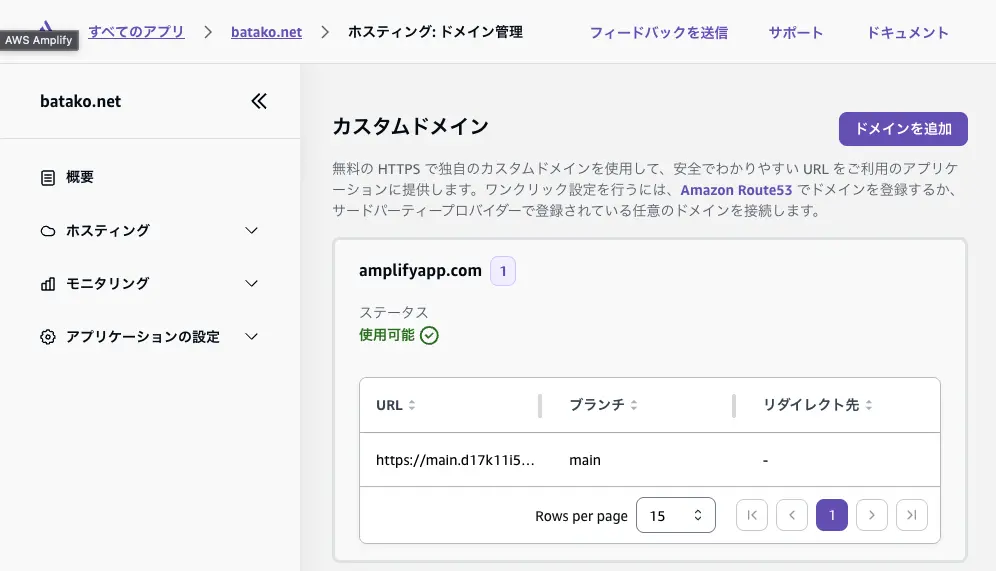 AWS Amplify
すべてのアプリ batako.net ホスティング: ドメイン管理 フィードバックを送信 サポート ドキュメント
batako.net
概要
ホスティング
モニタリング
アプリケーションの設定
カスタムドメイン
ドメインを追加
無料の HTTPS で独自のカスタムドメインを使用して、安全でわかりやすい URL をご利用のアプリケ
ーションに提供します。ワンクリック設定を行うには、Amazon Route53 でドメインを登録するか、
サードパーティープロバイダーで登録されている任意のドメインを接続します。
amplifyapp.com 1
ステータス
使用可能
URL ブランチ リダイレクト先
https://main.d17k11i5... main -
Rows per page 15 1